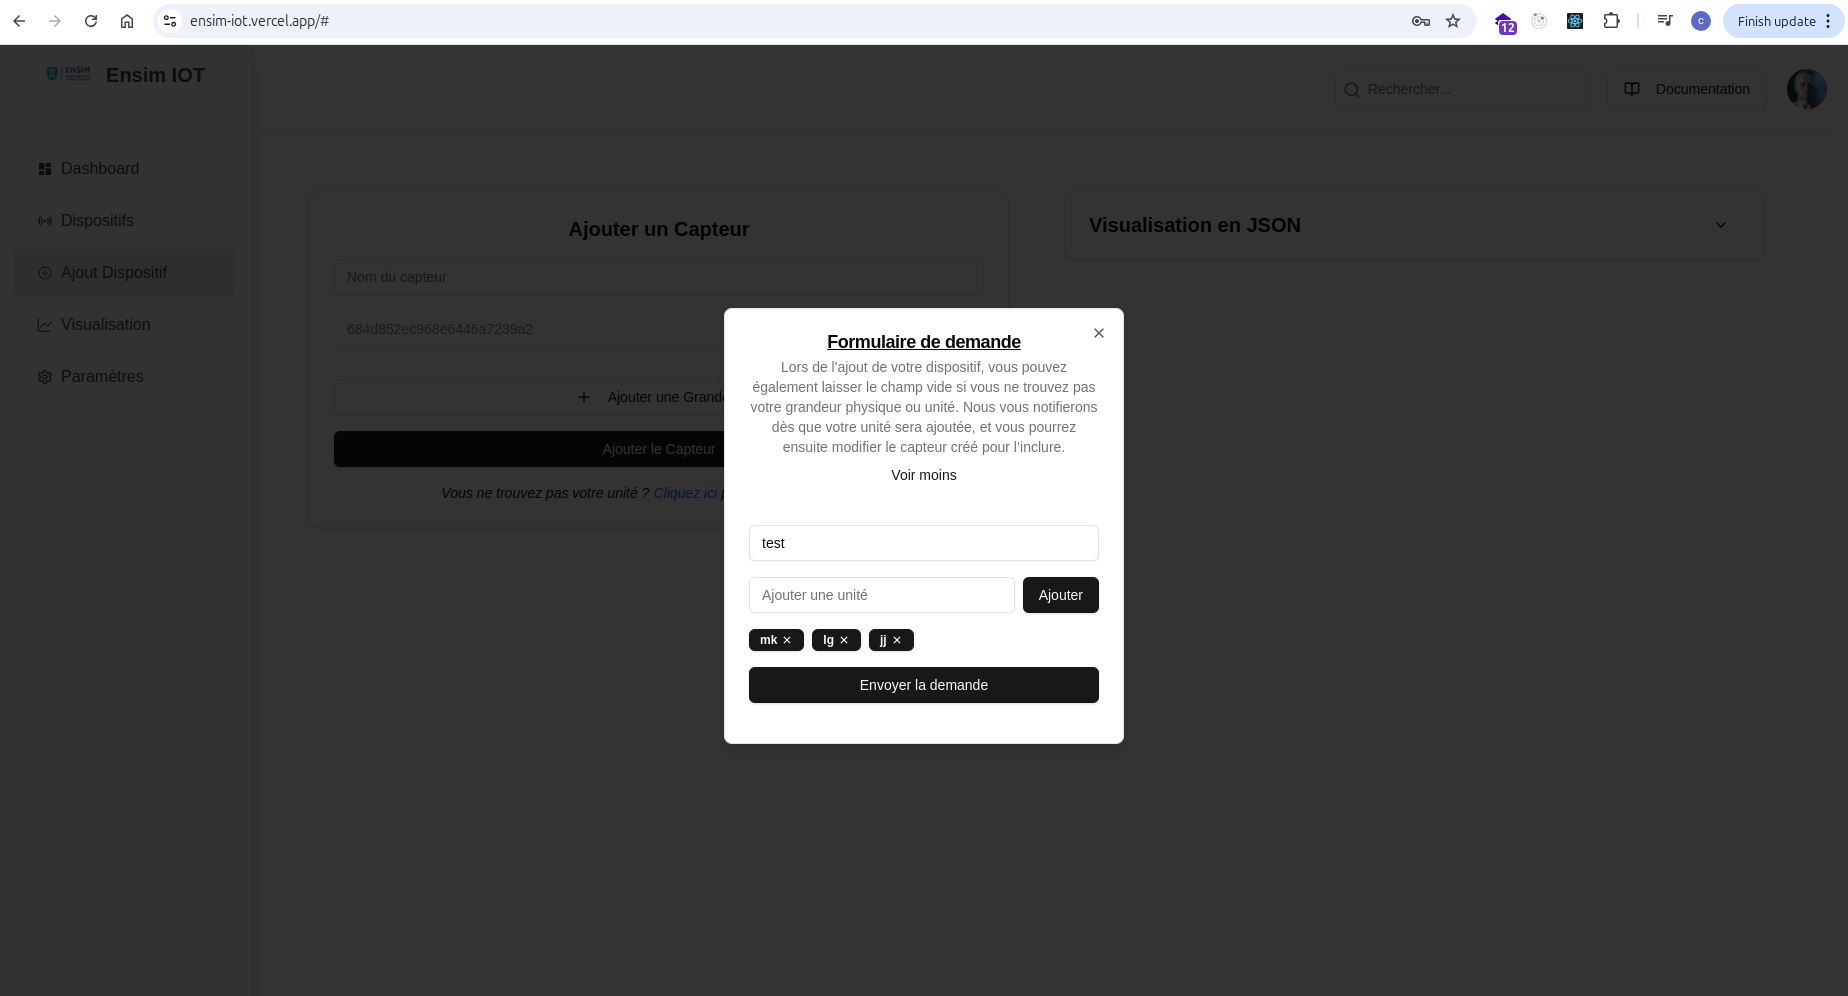 ensim-iot.vercel.app/#
12
c
Finish update
ENSIM
Ensim IOT
Rechercher...
Documentation
Dashboard
Dispositifs
Ajout Dispositif
Visualisation
Paramètres
Ajouter un Capteur
Nom du capteur
684d852ec968e6446a7239a2
Ajouter une Grande
Ajouter le Capteur
Vous ne trouvez pas votre unité ? Cliquez ici p
Visualisation en JSON
Formulaire de demande
Lors de l'ajout de votre dispositif, vous pouvez
également laisser le champ vide si vous ne trouvez pas
votre grandeur physique ou unité. Nous vous notifierons
dès que votre unité sera ajoutée, et vous pourrez
ensuite modifier le capteur créé pour l’inclure.
Voir moins
test
Ajouter une unité
Ajouter
mk lg jj
Envoyer la demande